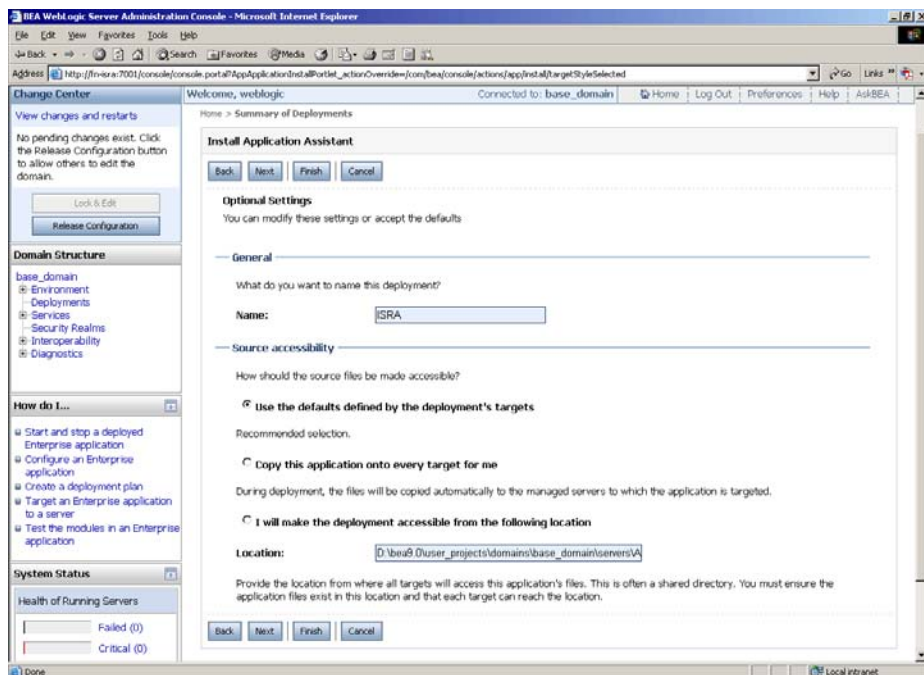 BEA WebLogic Server Administration Console - Microsoft Internet Explorer
File Edit View Favorites Tools Help
Back Search Favorites Media
Address http://fn-isra:7001/console/console.portal?AppApplicationInstallPortlet_actionOverride=/com/bea/console/actions/app/install/targetStyleSelected Go Links »
Change Center
View changes and restarts
No pending changes exist. Click
the Release Configuration button
to allow others to edit the
domain.
Lock & Edit
Release Configuration
Domain Structure
base_domain
Environment
Deployments
Services
Security Realms
Interoperability
Diagnostics
How do I...
Start and stop a deployed
Enterprise application
Configure an Enterprise
application
Create a deployment plan
Target an Enterprise application
to a server
Test the modules in an Enterprise
application
System Status
Health of Running Servers
Failed (0)
Critical (0)
Welcome, weblogic Connected to: base_domain Home Log Out Preferences Help AskBEA
Home > Summary of Deployments
Install Application Assistant
Back Next Finish Cancel
Optional Settings
You can modify these settings or accept the defaults
General
What do you want to name this deployment?
Name: ISRA
Source accessibility
How should the source files be made accessible?
Use the defaults defined by the deployment's targets
Recommended selection.
Copy this application onto every target for me
During deployment, the files will be copied automatically to the managed servers to which the application is targeted.
I will make the deployment accessible from the following location
Location: D:\bea9.0\user_projects\domains\base_domain\servers\A
Provide the location from where all targets will access this application's files. This is often a shared directory. You must ensure the
application files exist in this location and that each target can reach the location.
Back Next Finish Cancel
Done Local intranet